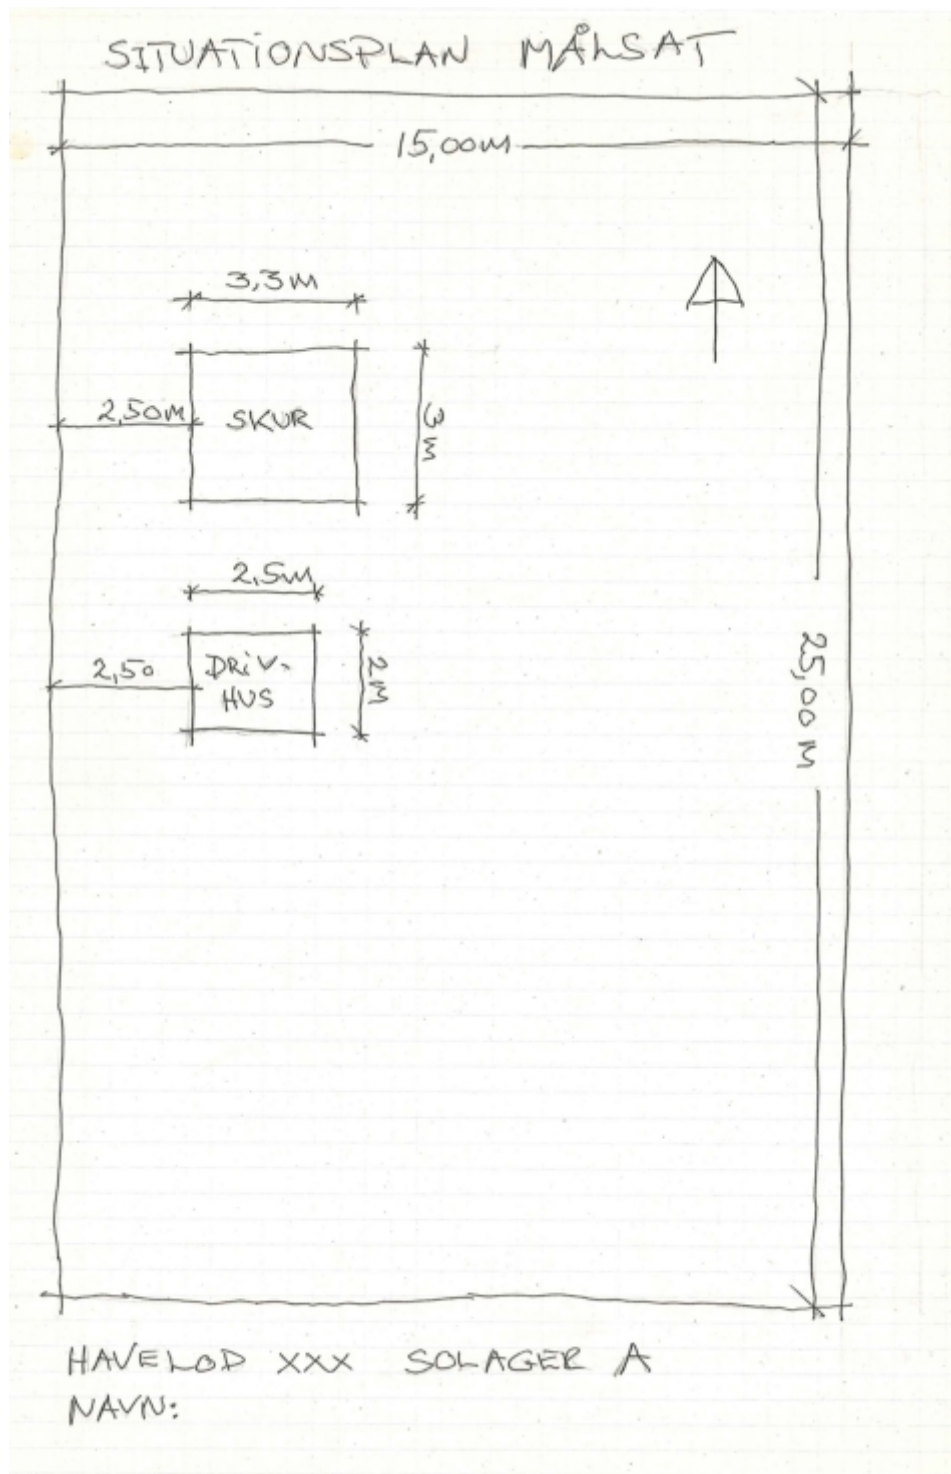 SITUATIONSPLAN MÅLSAT
15,00M
3,3M
2,50M
SKUR
3M
2,5M
2,50
DRIV-
HUS
2M
25,00 M
HAVELOD XXX SOLAGER A
NAVN: